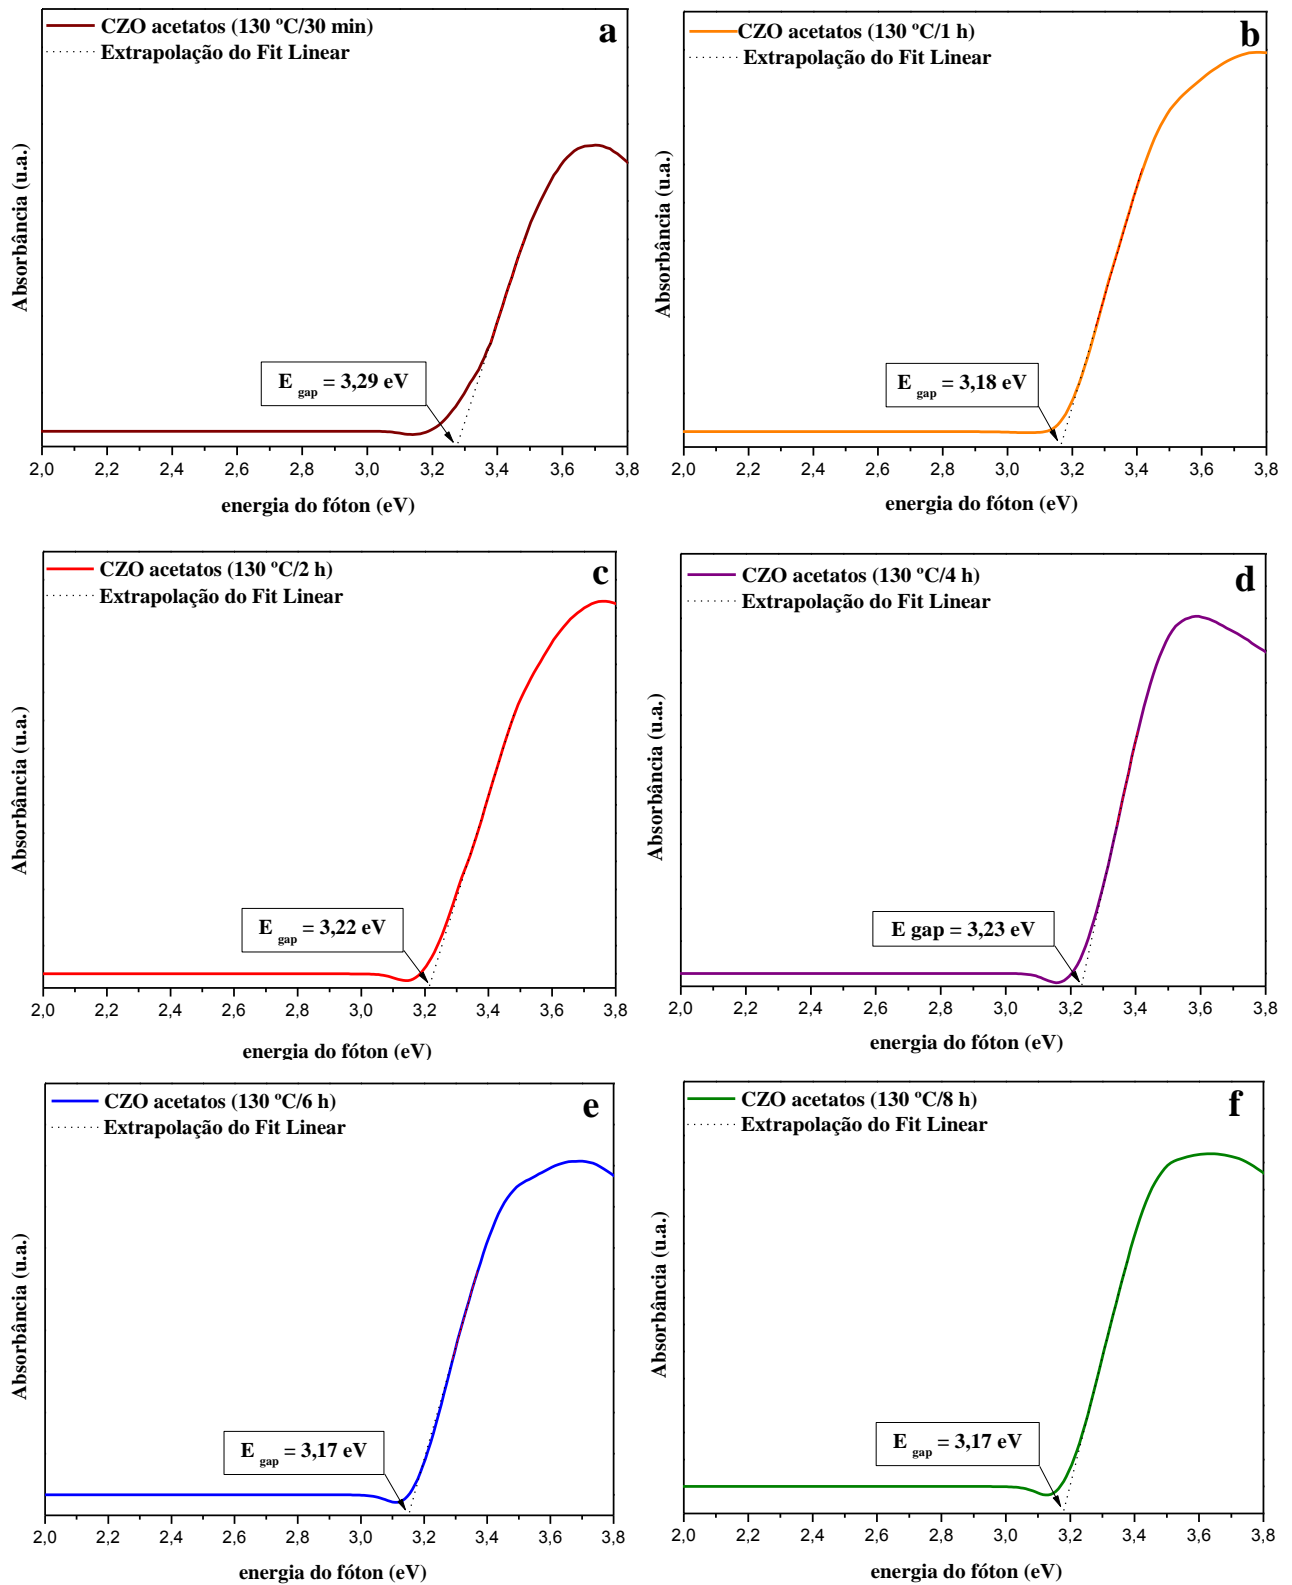 CZO acetatos (130 ºC/30 min)
Extrapolação do Fit Linear
a
Absorbância (u.a.)
E gap = 3,29 eV
2,0 2,2 2,4 2,6 2,8 3,0 3,2 3,4 3,6 3,8
energia do fóton (eV)
CZO acetatos (130 ºC/1 h)
Extrapolação do Fit Linear
b
Absorbância (u.a.)
E gap = 3,18 eV
2,0 2,2 2,4 2,6 2,8 3,0 3,2 3,4 3,6 3,8
energia do fóton (eV)
CZO acetatos (130 ºC/2 h)
Extrapolação do Fit Linear
c
Absorbância (u.a.)
E gap = 3,22 eV
2,0 2,2 2,4 2,6 2,8 3,0 3,2 3,4 3,6 3,8
energia do fóton (eV)
CZO acetatos (130 ºC/4 h)
Extrapolação do Fit Linear
d
Absorbância (u.a.)
E gap = 3,23 eV
2,0 2,2 2,4 2,6 2,8 3,0 3,2 3,4 3,6 3,8
energia do fóton (eV)
CZO acetatos (130 ºC/6 h)
Extrapolação do Fit Linear
e
Absorbância (u.a.)
E gap = 3,17 eV
2,0 2,2 2,4 2,6 2,8 3,0 3,2 3,4 3,6 3,8
energia do fóton (eV)
CZO acetatos (130 ºC/8 h)
Extrapolação do Fit Linear
f
Absorbância (u.a.)
E gap = 3,17 eV
2,0 2,2 2,4 2,6 2,8 3,0 3,2 3,4 3,6 3,8
energia do fóton (eV)